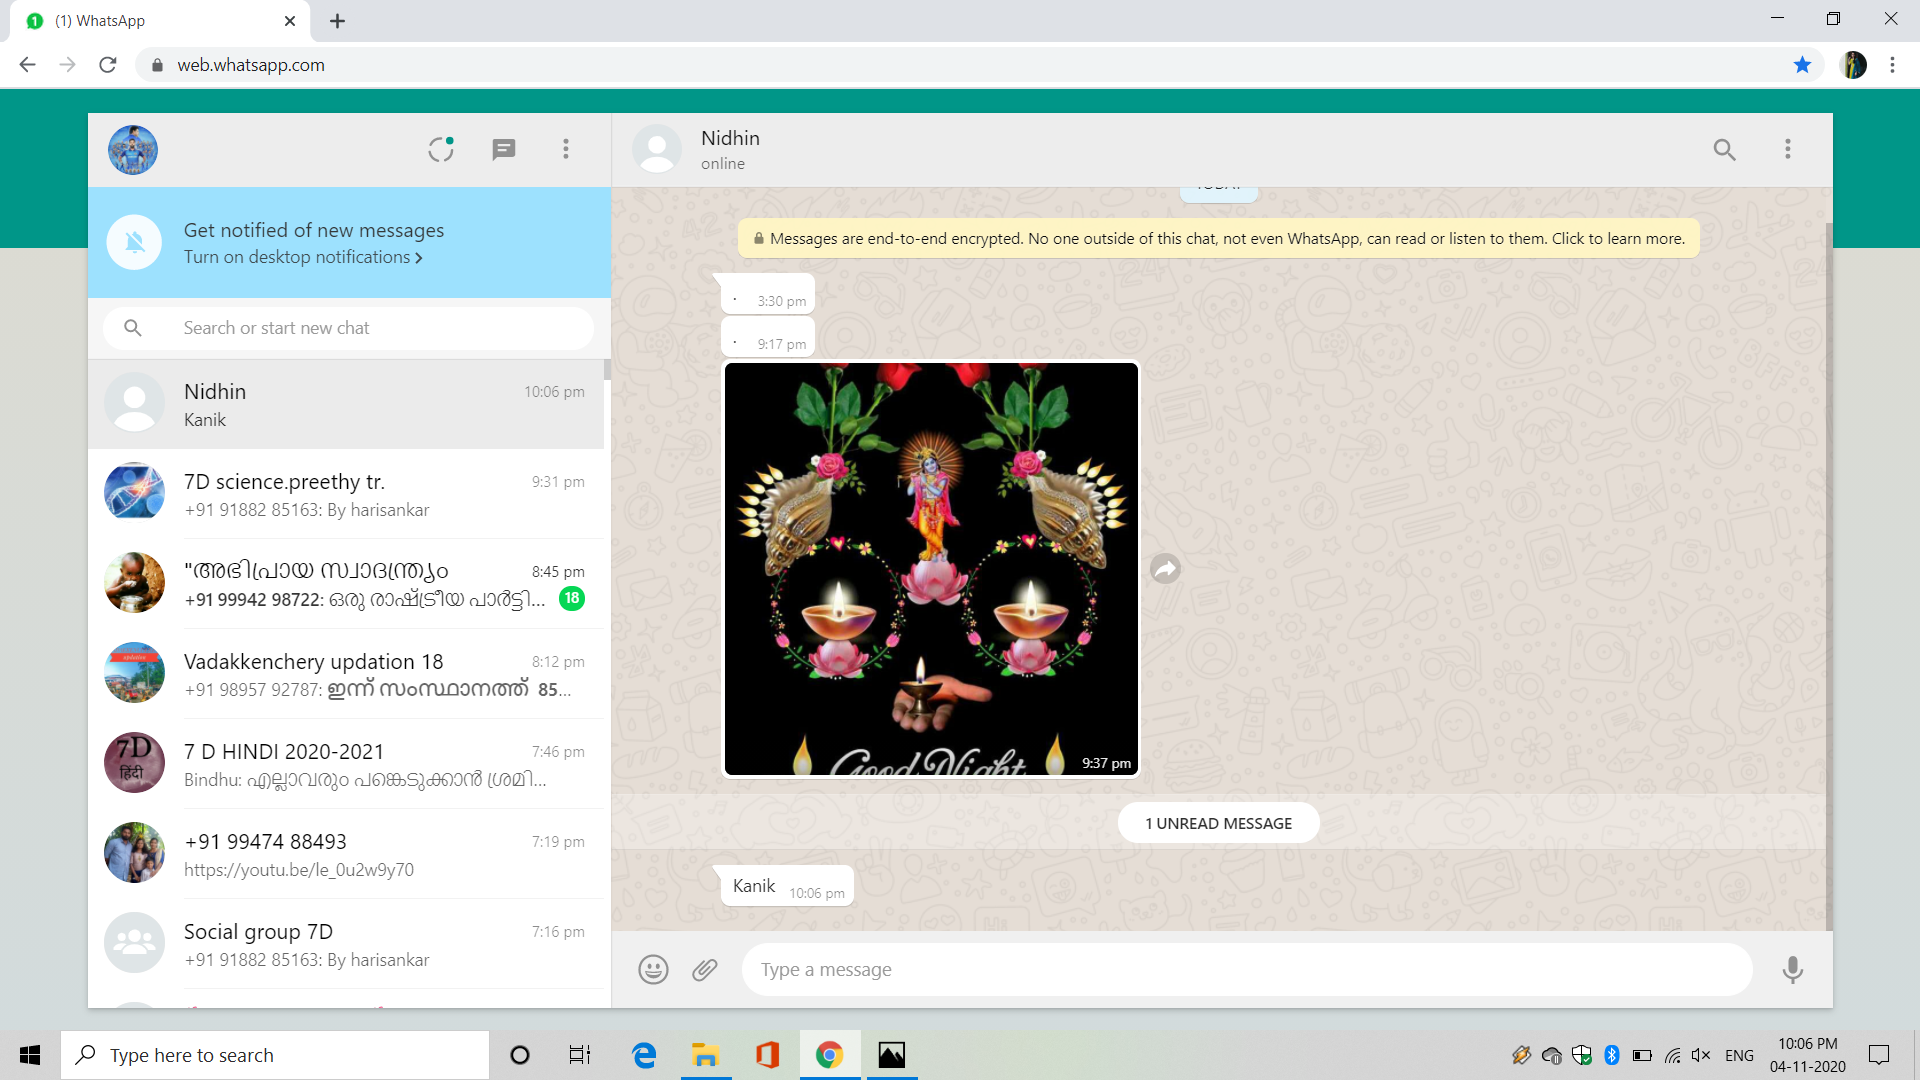 (1) WhatsApp
web.whatsapp.com
Nidhin
online
Get notified of new messages
Turn on desktop notifications
Search or start new chat
Nidhin 10:06 pm
Kanik
7D science.preethy tr. 9:31 pm
+91 91882 85163: By harisankar
"അഭിപ്രായ സ്വാദന്ത്ര്യം 8:45 pm
+91 99942 98722: ഒരു രാഷ്ട്രീയ പാർട്ടി... 18
Vadakkenchery updation 18 8:12 pm
+91 98957 92787: ഇന്ന് സംസ്ഥാനത്ത് 85...
7 D HINDI 2020-2021 7:46 pm
Bindhu: എല്ലാവരും പങ്കെടുക്കാൻ ശ്രമി...
7D
हिंदी
+91 99474 88493 7:19 pm
https://youtu.be/le_0u2w9y70
Social group 7D 7:16 pm
+91 91882 85163: By harisankar
TODAY
Messages are end-to-end encrypted. No one outside of this chat, not even WhatsApp, can read or listen to them. Click to learn more.
. 3:30 pm
. 9:17 pm
Good Night
9:37 pm
1 UNREAD MESSAGE
Kanik 10:06 pm
Type a message
Type here to search
ENG
10:06 PM
04-11-2020